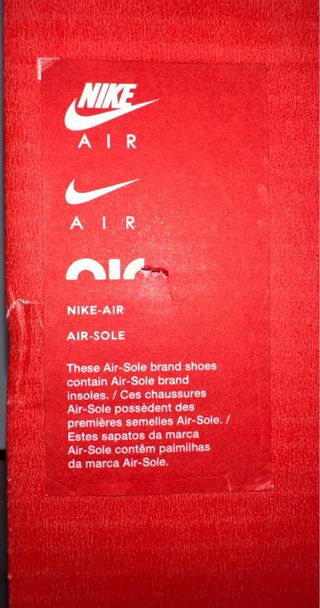 NIKE
AIR
AIR
air
NIKE-AIR
AIR-SOLE
These Air-Sole brand shoes
contain Air-Sole brand
insoles. / Ces chaussures
Air-Sole possèdent des
premières semelles Air-Sole. /
Estes sapatos da marca
Air-Sole contêm palmilhas
da marca Air-Sole.